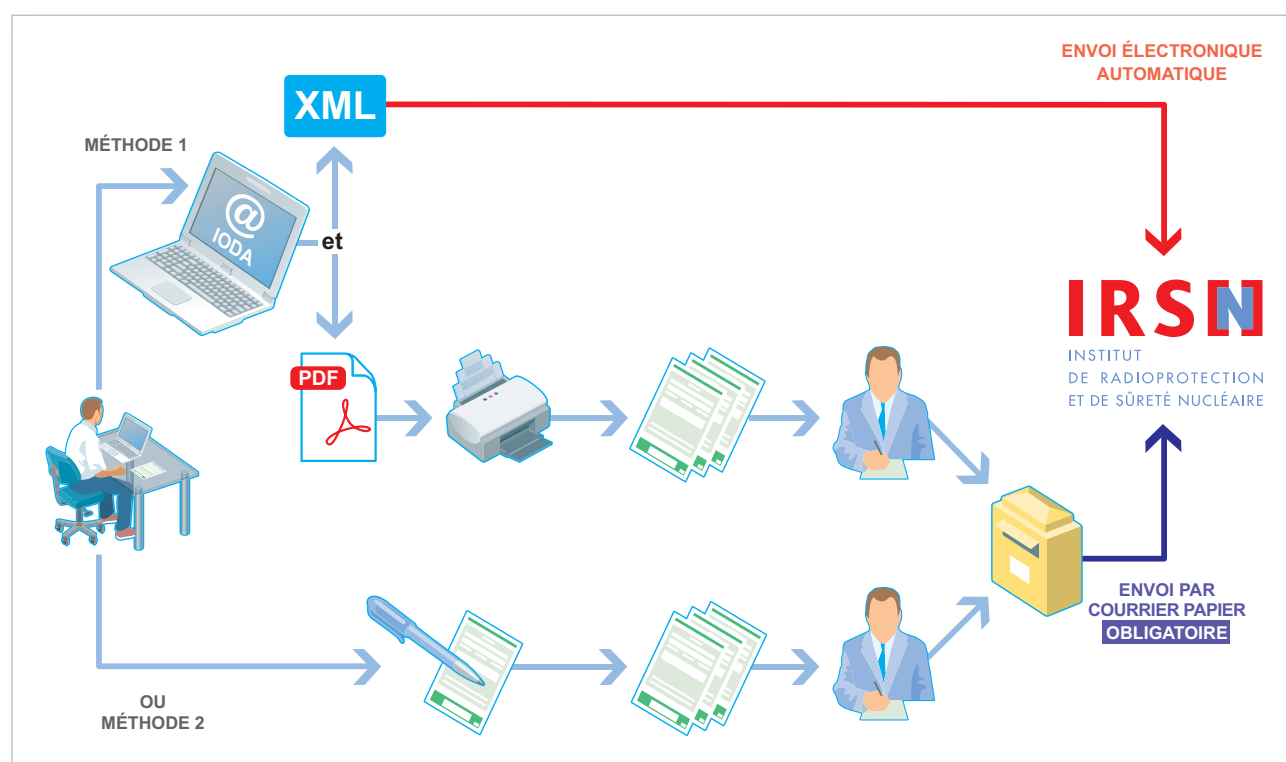 ENVOI ÉLECTRONIQUE
AUTOMATIQUE
XML
MÉTHODE 1
@
IODA
et
PDF
IRSN
INSTITUT
DE RADIOPROTECTION
ET DE SÛRETÉ NUCLÉAIRE
ENVOI PAR
COURRIER PAPIER
OBLIGATOIRE
OU
MÉTHODE 2